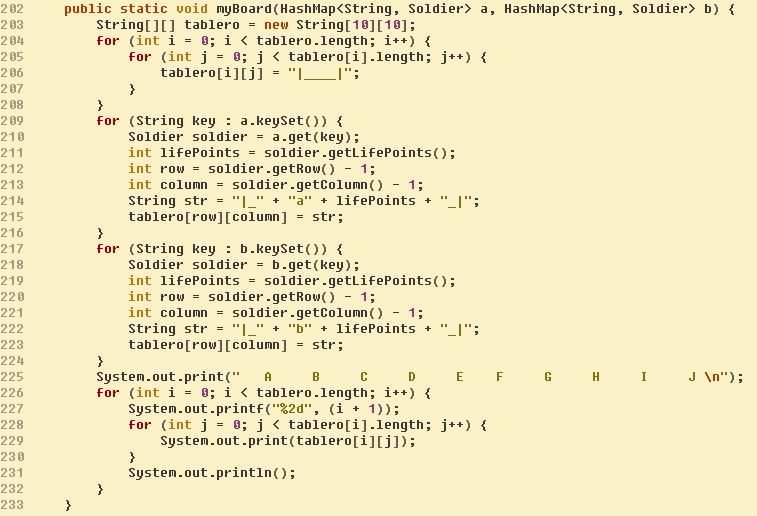 202     public static void myBoard(HashMap<String, Soldier> a, HashMap<String, Soldier> b) {
203         String[][] tablero = new String[10][10];
204         for (int i = 0; i < tablero.length; i++) {
205             for (int j = 0; j < tablero[i].length; j++) {
206                 tablero[i][j] = "|____|";
207             }
208         }
209         for (String key : a.keySet()) {
210             Soldier soldier = a.get(key);
211             int lifePoints = soldier.getLifePoints();
212             int row = soldier.getRow() - 1;
213             int column = soldier.getColumn() - 1;
214             String str = "|_" + "a" + lifePoints + "_|";
215             tablero[row][column] = str;
216         }
217         for (String key : b.keySet()) {
218             Soldier soldier = b.get(key);
219             int lifePoints = soldier.getLifePoints();
220             int row = soldier.getRow() - 1;
221             int column = soldier.getColumn() - 1;
222             String str = "|_" + "b" + lifePoints + "_|";
223             tablero[row][column] = str;
224         }
225         System.out.print("   A     B     C     D     E    F     G     H     I     J \n");
226         for (int i = 0; i < tablero.length; i++) {
227             System.out.printf("%2d", (i + 1));
228             for (int j = 0; j < tablero[i].length; j++) {
229                 System.out.print(tablero[i][j]);
230             }
231             System.out.println();
232         }
233     }